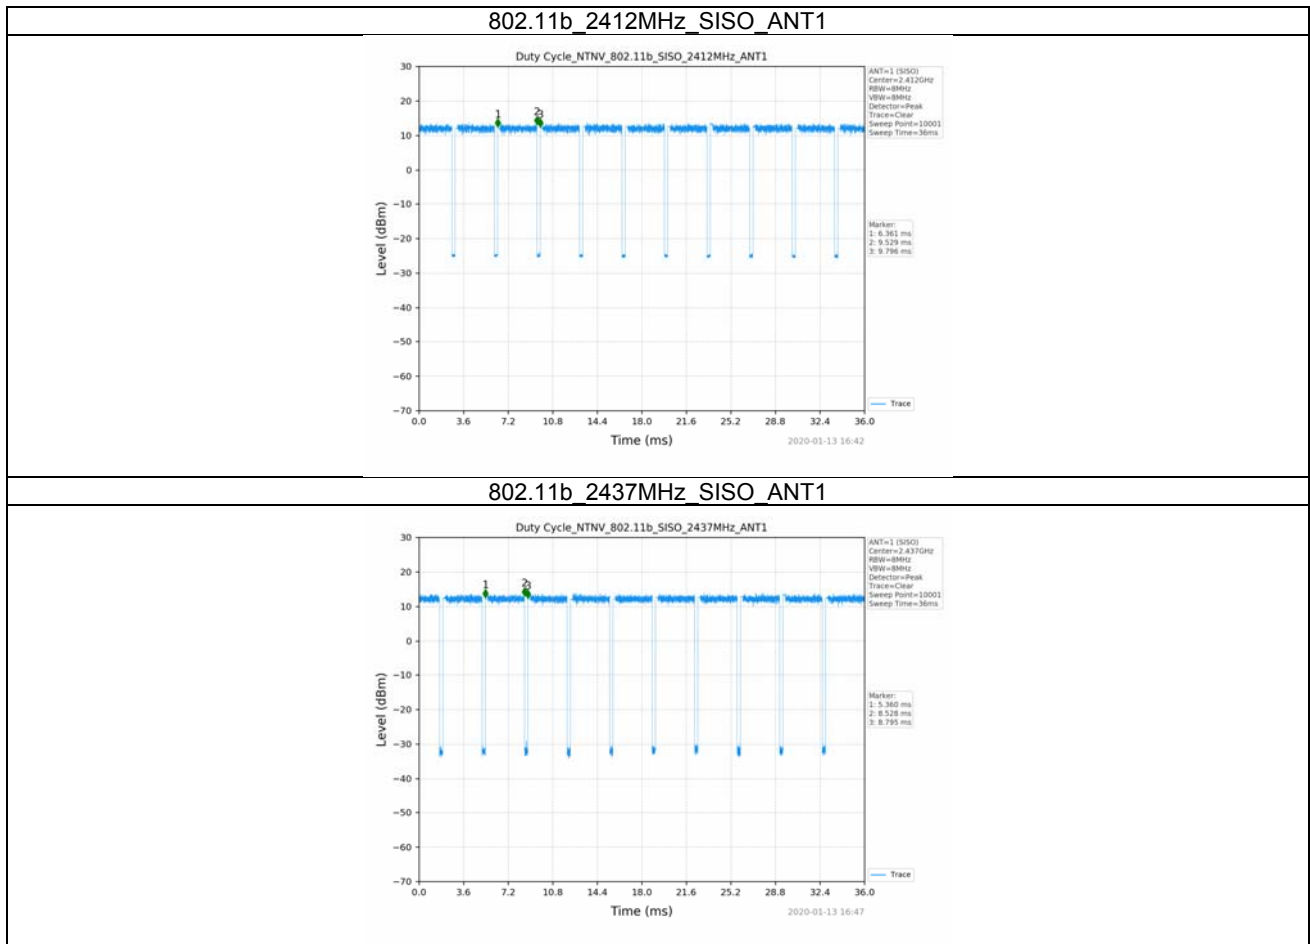 802.11b_2412MHz_SISO_ANT1
Duty Cycle_NTNV_802.11b_SISO_2412MHz_ANT1
30
20
10
0
−10
−20
−30
−40
−50
−60
−70
Level (dBm)
1
2
3
ANT=1 (SISO)
Center=2.412GHz
RBW=8MHz
VBW=8MHz
Detector=Peak
Trace=Clear
Sweep Point=10001
Sweep Time=36ms
Marker:
1: 6.361 ms
2: 9.529 ms
3: 9.796 ms
Trace
0.0 3.6 7.2 10.8 14.4 18.0 21.6 25.2 28.8 32.4 36.0
Time (ms)
2020-01-13 16:42
802.11b_2437MHz_SISO_ANT1
Duty Cycle_NTNV_802.11b_SISO_2437MHz_ANT1
30
20
10
0
−10
−20
−30
−40
−50
−60
−70
Level (dBm)
1
2
3
ANT=1 (SISO)
Center=2.437GHz
RBW=8MHz
VBW=8MHz
Detector=Peak
Trace=Clear
Sweep Point=10001
Sweep Time=36ms
Marker:
1: 5.360 ms
2: 8.528 ms
3: 8.795 ms
Trace
0.0 3.6 7.2 10.8 14.4 18.0 21.6 25.2 28.8 32.4 36.0
Time (ms)
2020-01-13 16:47